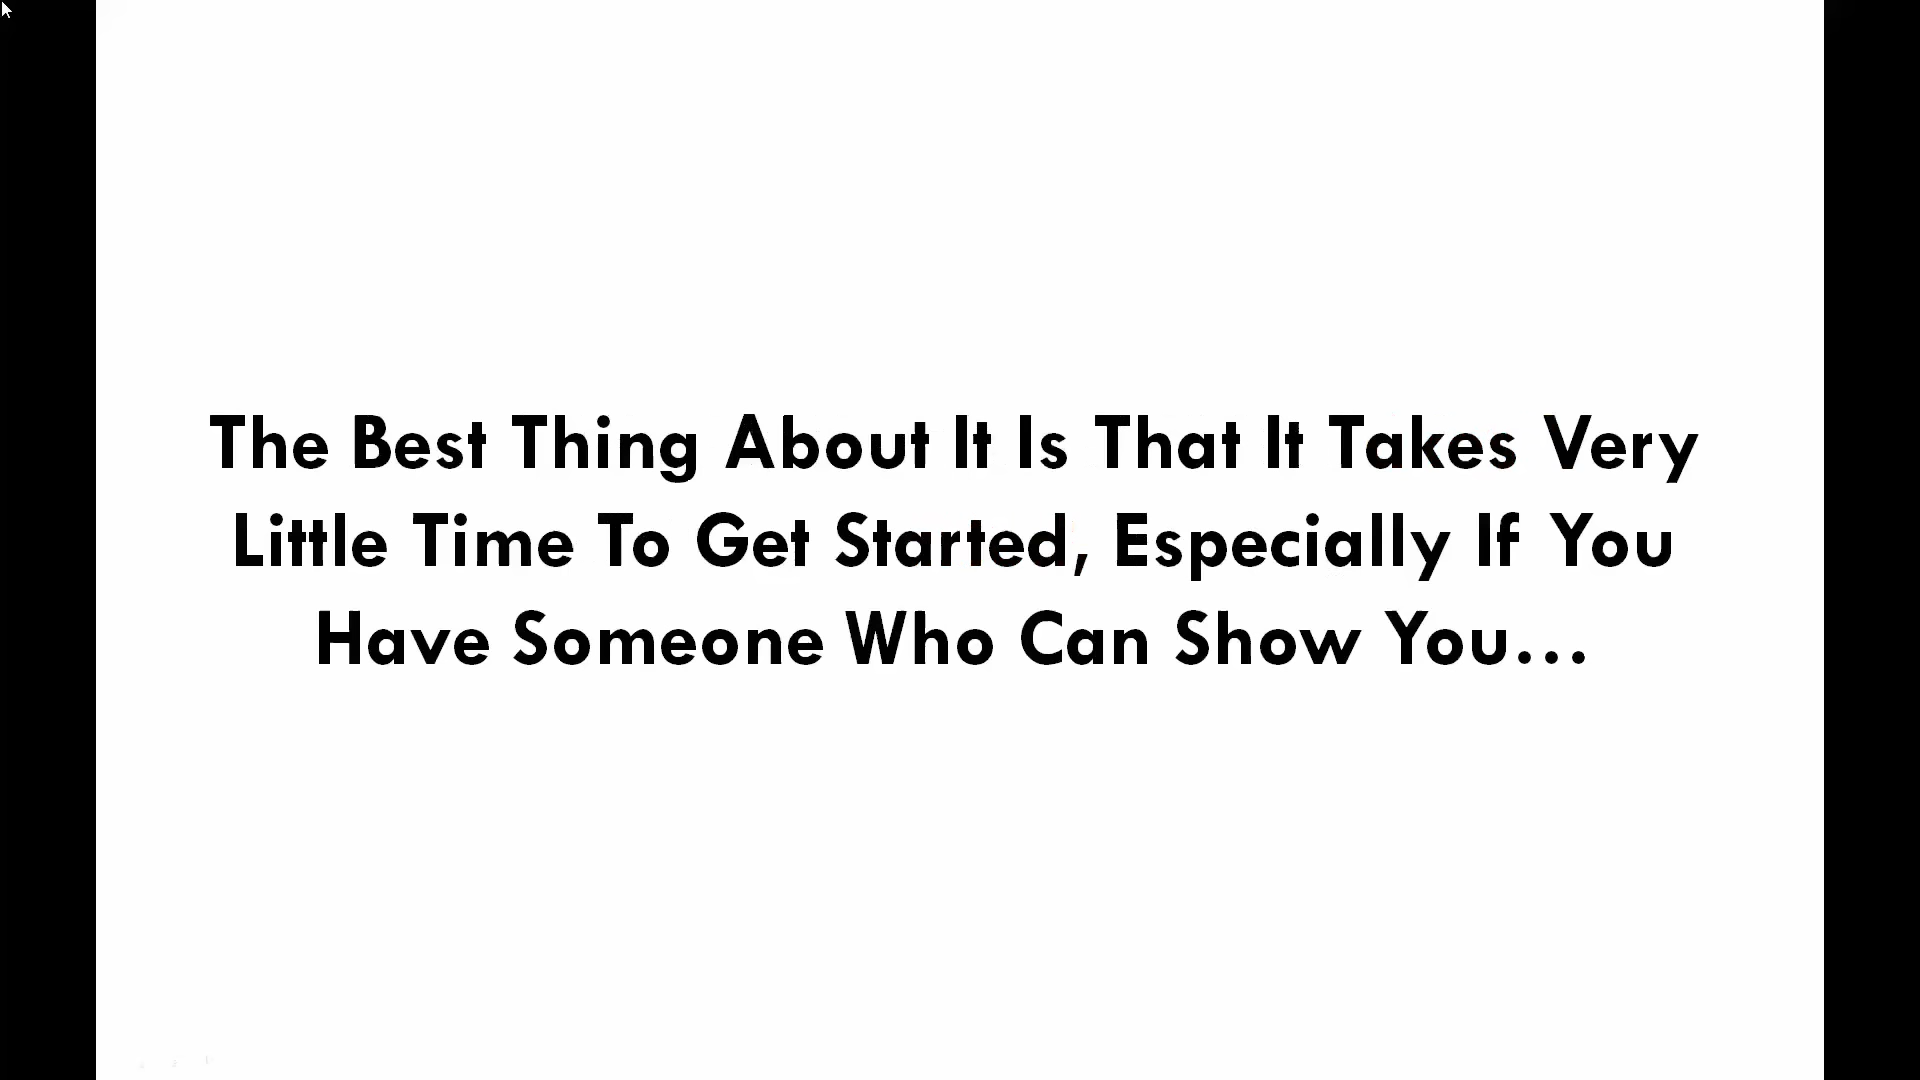 The Best Thing About It Is That It Takes Very
Little Time To Get Started, Especially If You
Have Someone Who Can Show You...